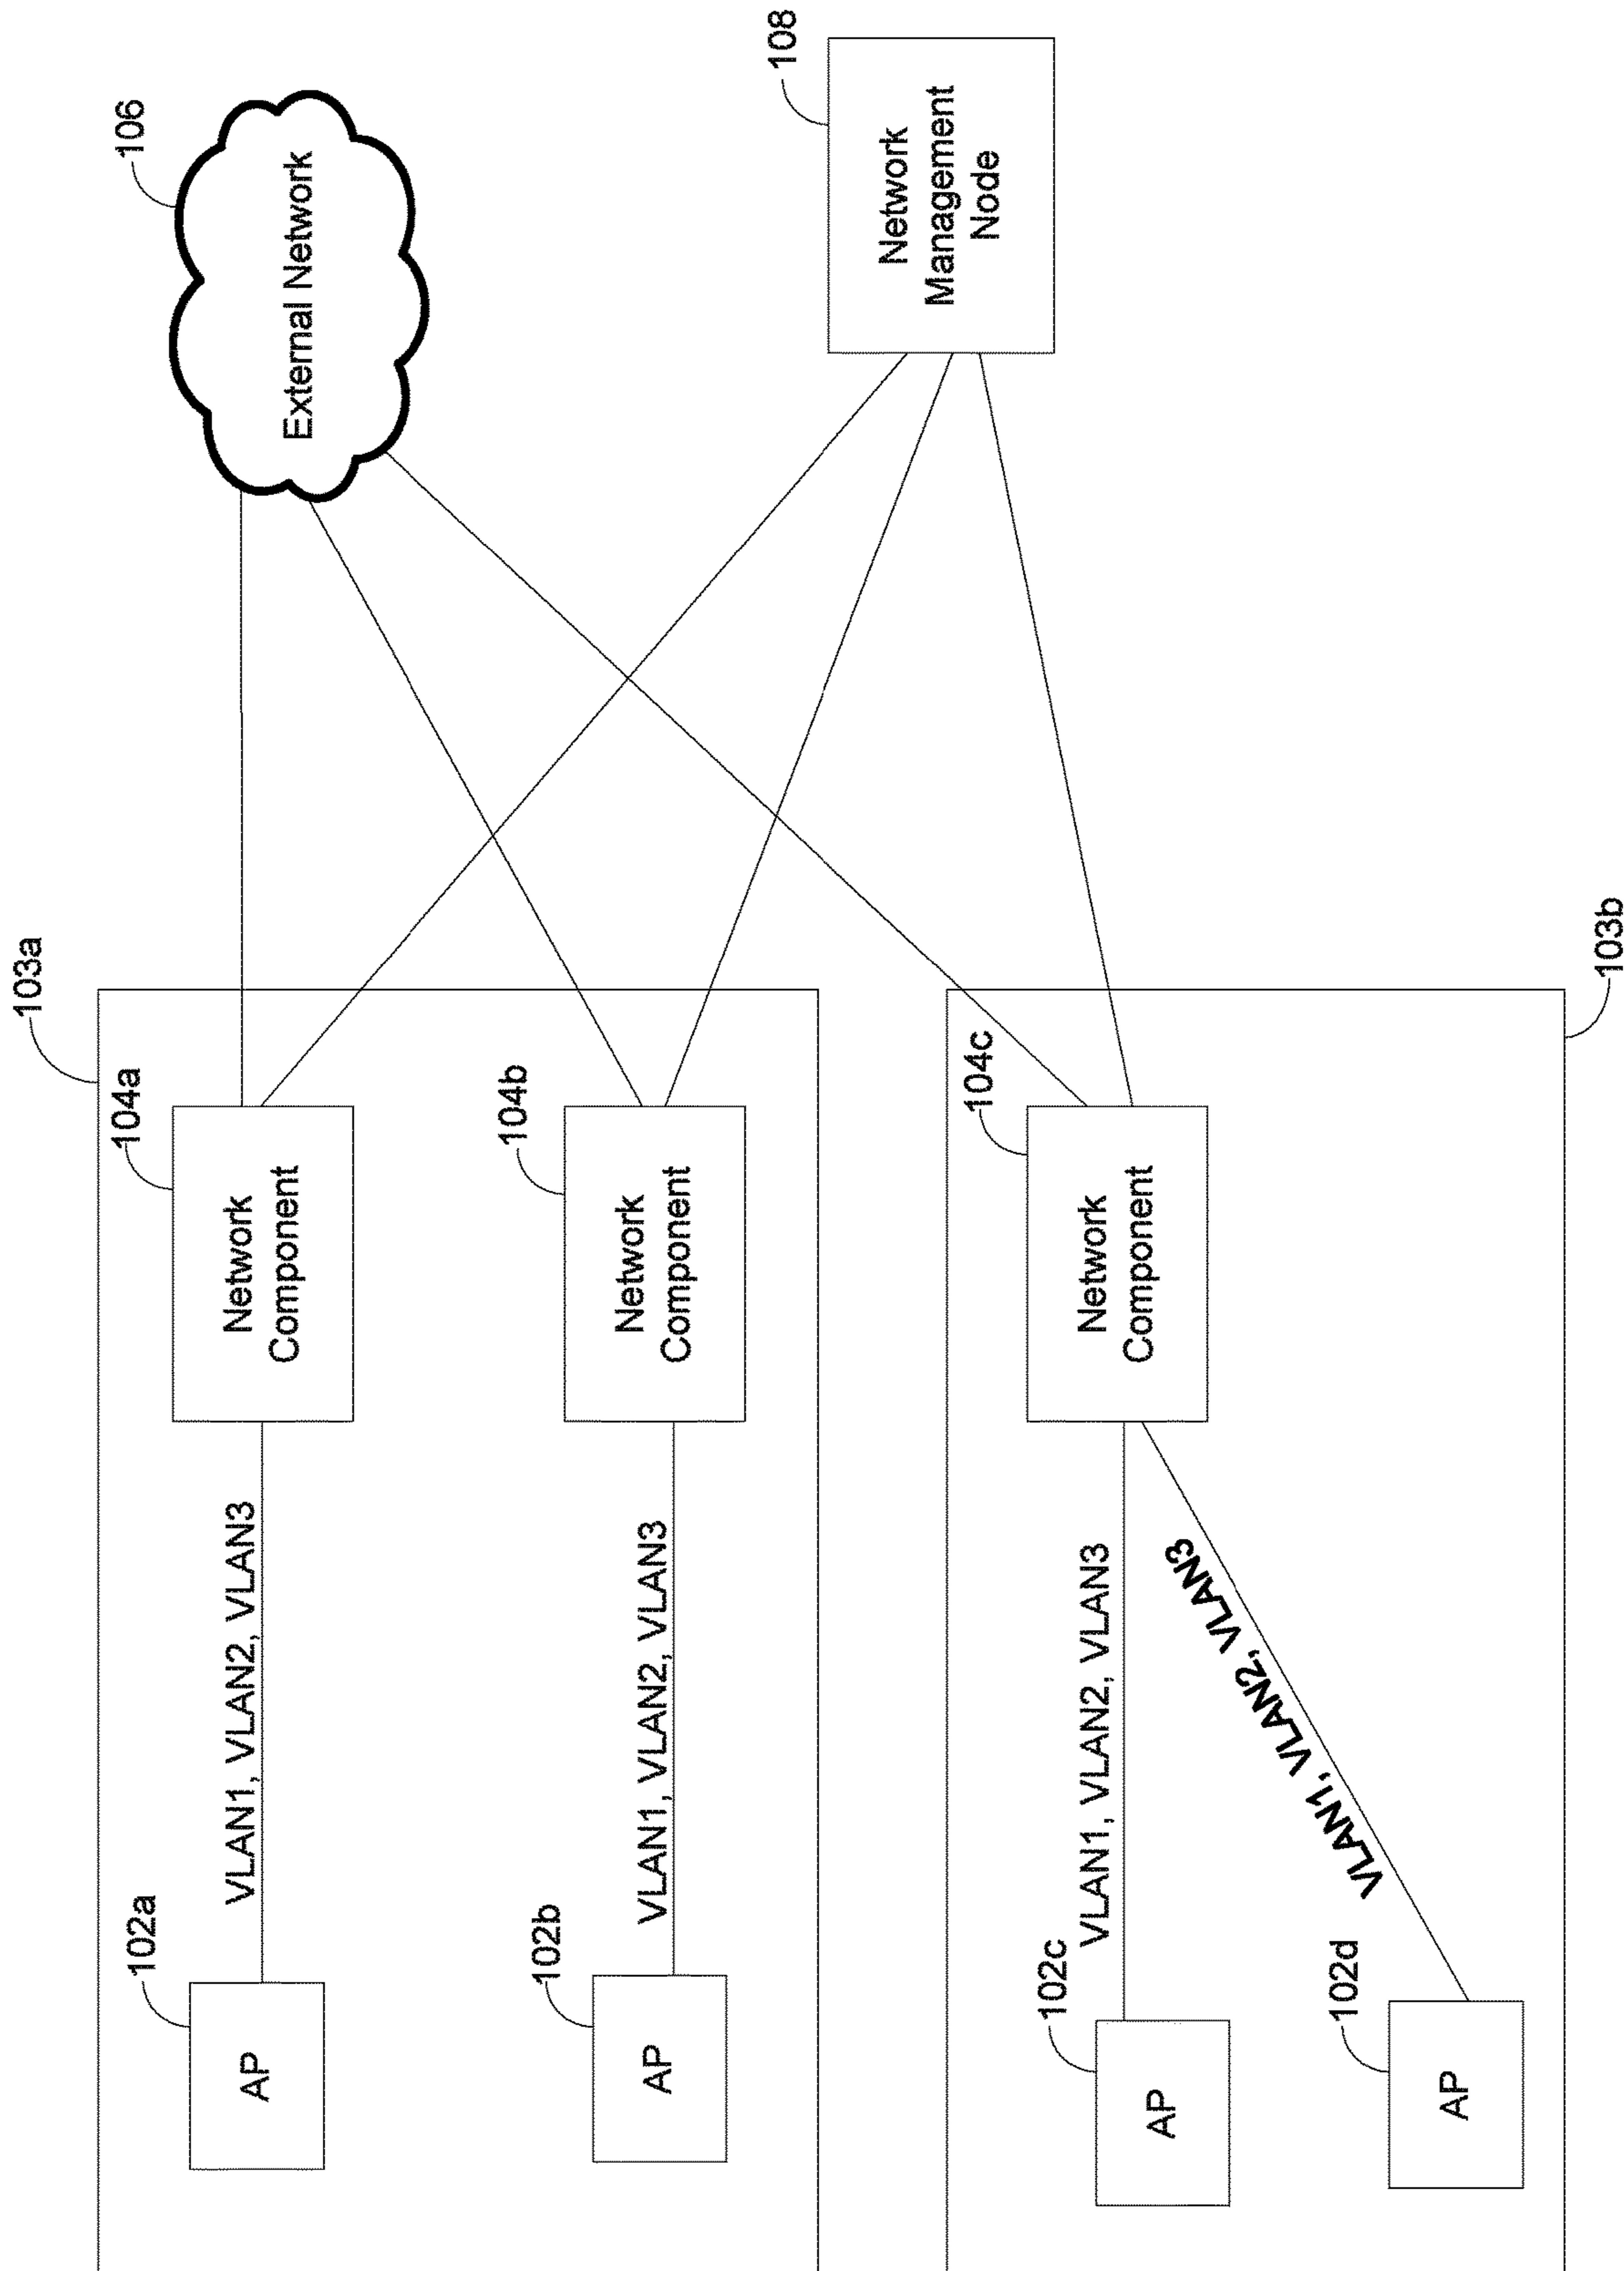 103a
104a
106
102a
External Network
AP
VLAN1, VLAN2, VLAN3
Network
Component
102b
104b
AP
VLAN1, VLAN2, VLAN3
Network
Component
108
Network
Management
Node
102c
104c
AP
VLAN1, VLAN2, VLAN3
Network
Component
VLAN1, VLAN2, VLAN3
102d
AP
103b